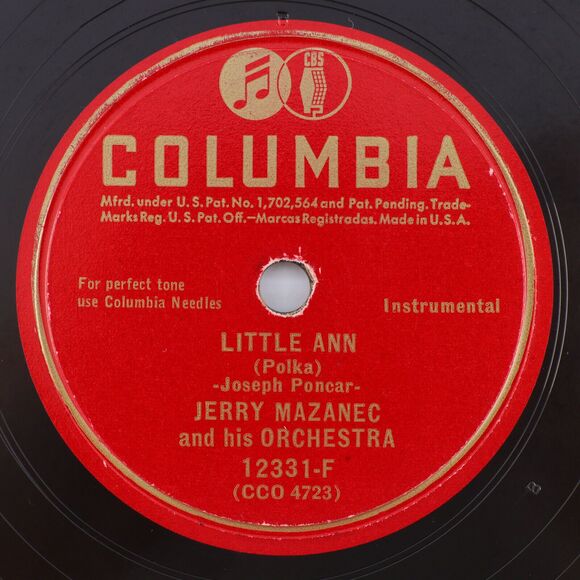 CBS
COLUMBIA
Mfrd. under U. S. Pat. No. 1,702,564 and Pat. Pending. Trade-
Marks Reg. U. S. Pat. Off.—Marcas Registradas. Made in U. S. A.
For perfect tone
use Columbia Needles
Instrumental
LITTLE ANN
(Polka)
-Joseph Poncar-
JERRY MAZANEC
and his ORCHESTRA
12331-F
(CCO 4723)